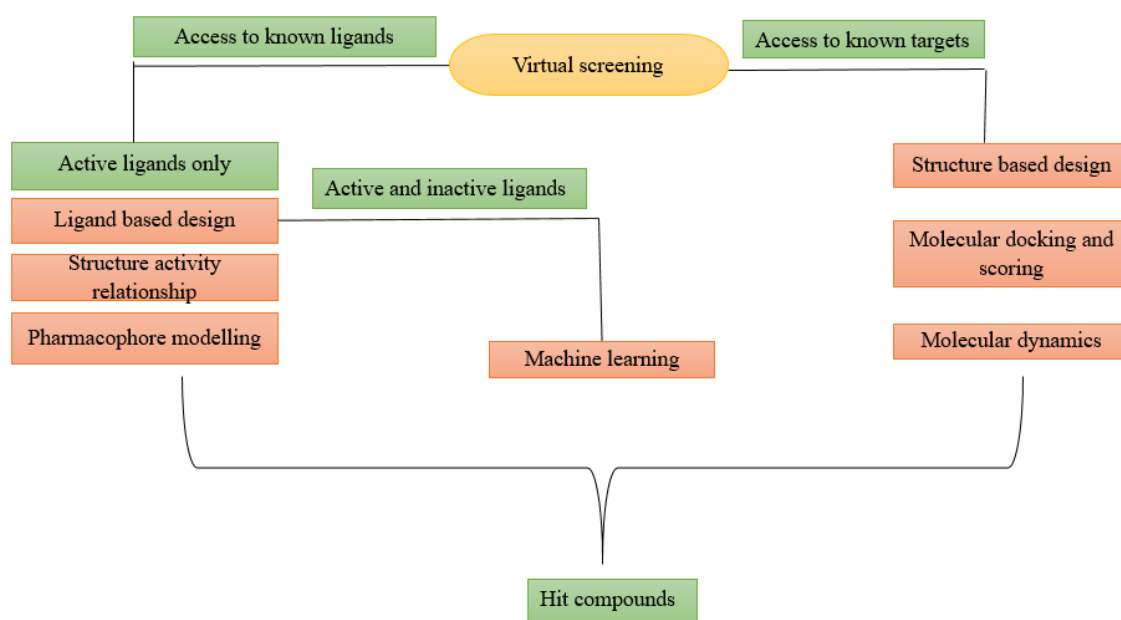 Access to known ligands
Virtual screening
Access to known targets
Active ligands only
Ligand based design
Structure activity
relationship
Pharmacophore modelling
Active and inactive ligands
Machine learning
Structure based design
Molecular docking and
scoring
Molecular dynamics
Hit compounds